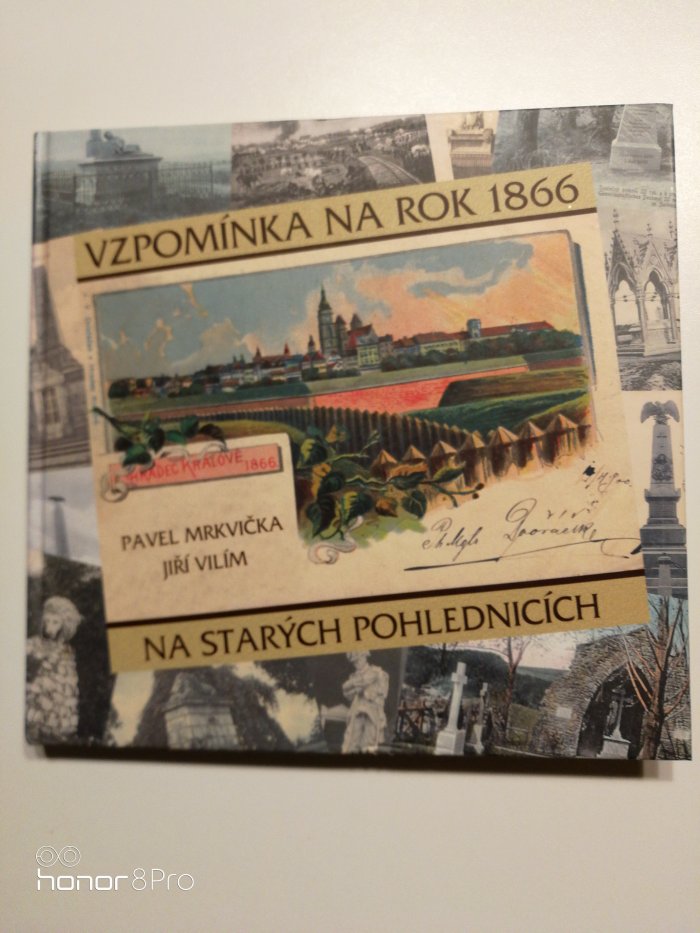 VZPOMÍNKA NA ROK 1866
HRADEC KRÁLOVÉ 1866.
PAVEL MRKVIČKA
JIŘÍ VILÍM
NA STARÝCH POHLEDNICÍCH
honor 8Pro